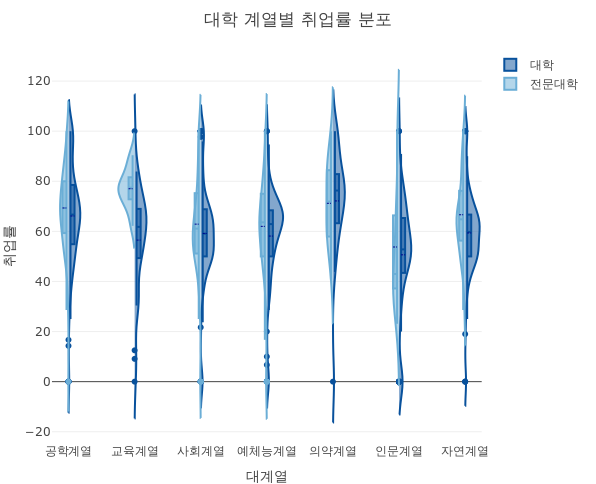 대학 계열별 취업률 분포
대학
전문대학
120
100
80
60
40
20
0
−20
취업률
공학계열 교육계열 사회계열 예체능계열 의약계열 인문계열 자연계열
대계열